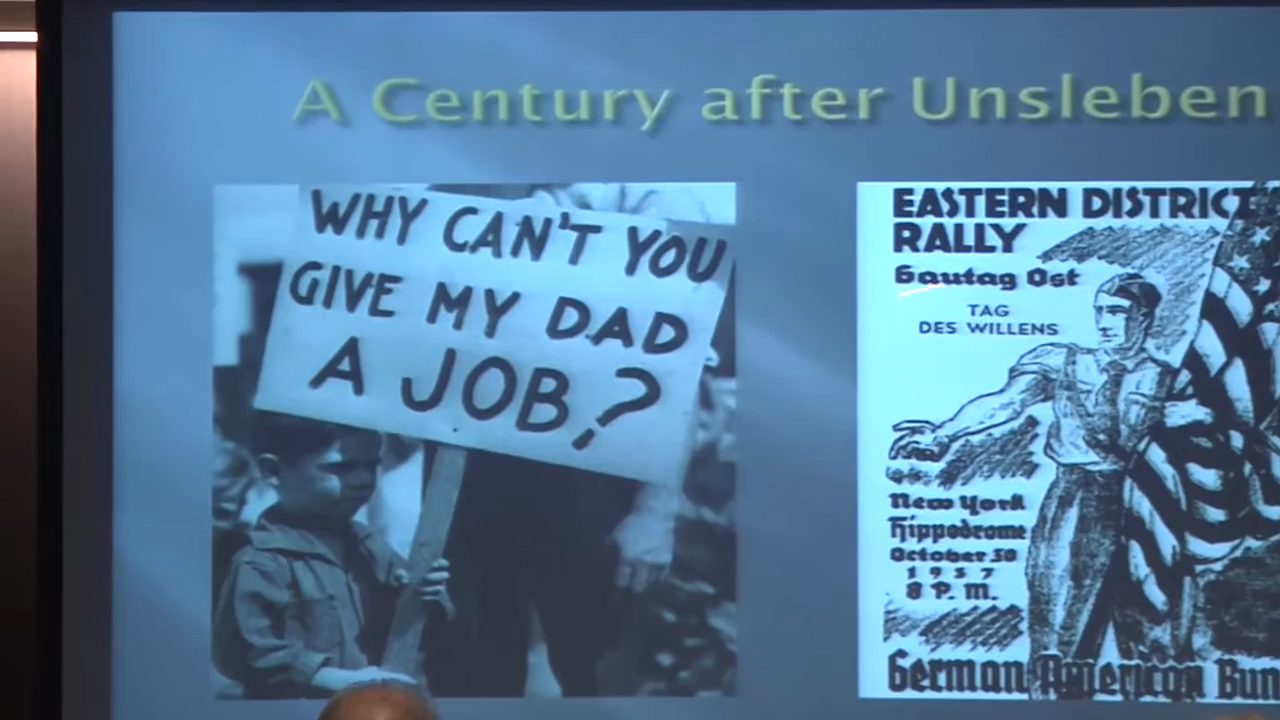 A Century after Unsleben
WHY CAN'T YOU
GIVE MY DAD
A JOB?
EASTERN DISTRICT
RALLY
Gautag Ost
TAG
DES WILLENS
New York
Hippodrome
October 30
1937
8 P. M.
German American Bun